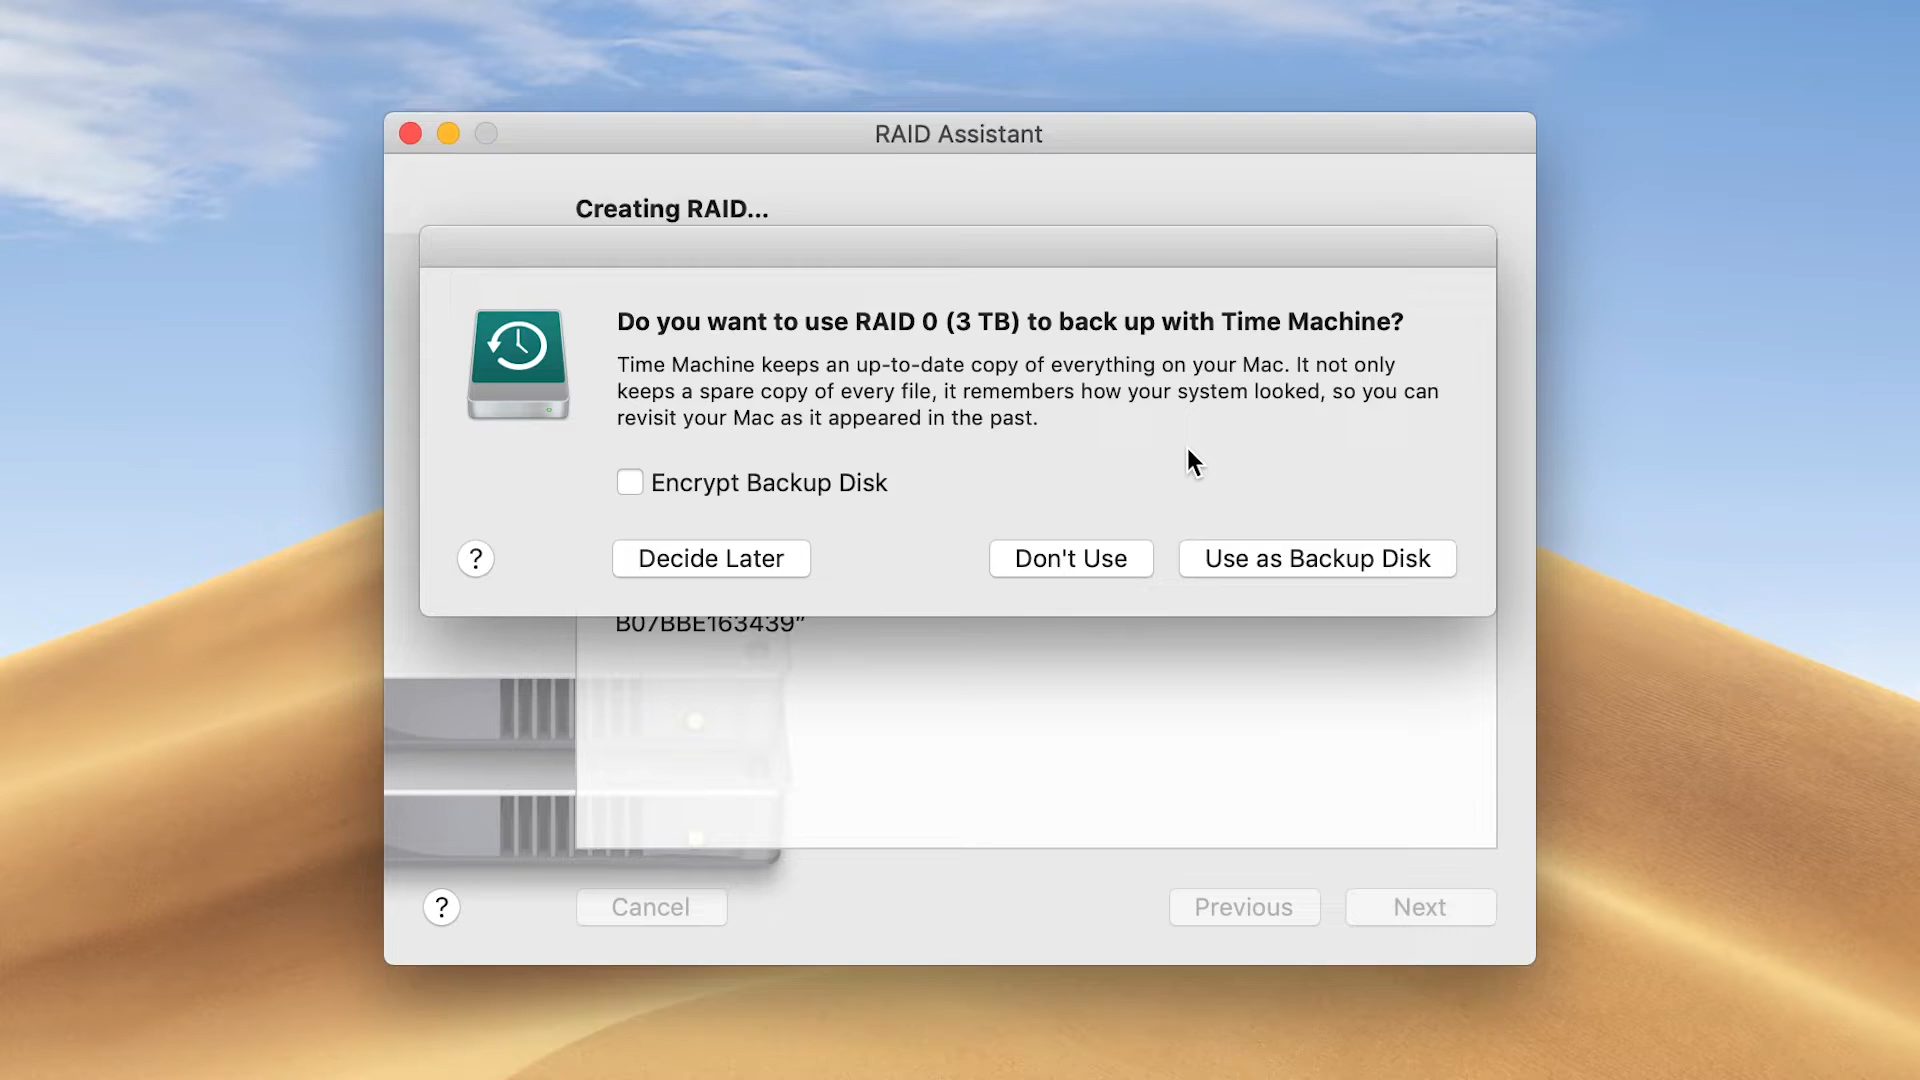 RAID Assistant
Creating RAID...
Do you want to use RAID 0 (3 TB) to back up with Time Machine?
Time Machine keeps an up-to-date copy of everything on your Mac. It not only
keeps a spare copy of every file, it remembers how your system looked, so you can
revisit your Mac as it appeared in the past.
Encrypt Backup Disk
? Decide Later Don't Use Use as Backup Disk
B07BBE163439”
? Cancel Previous Next